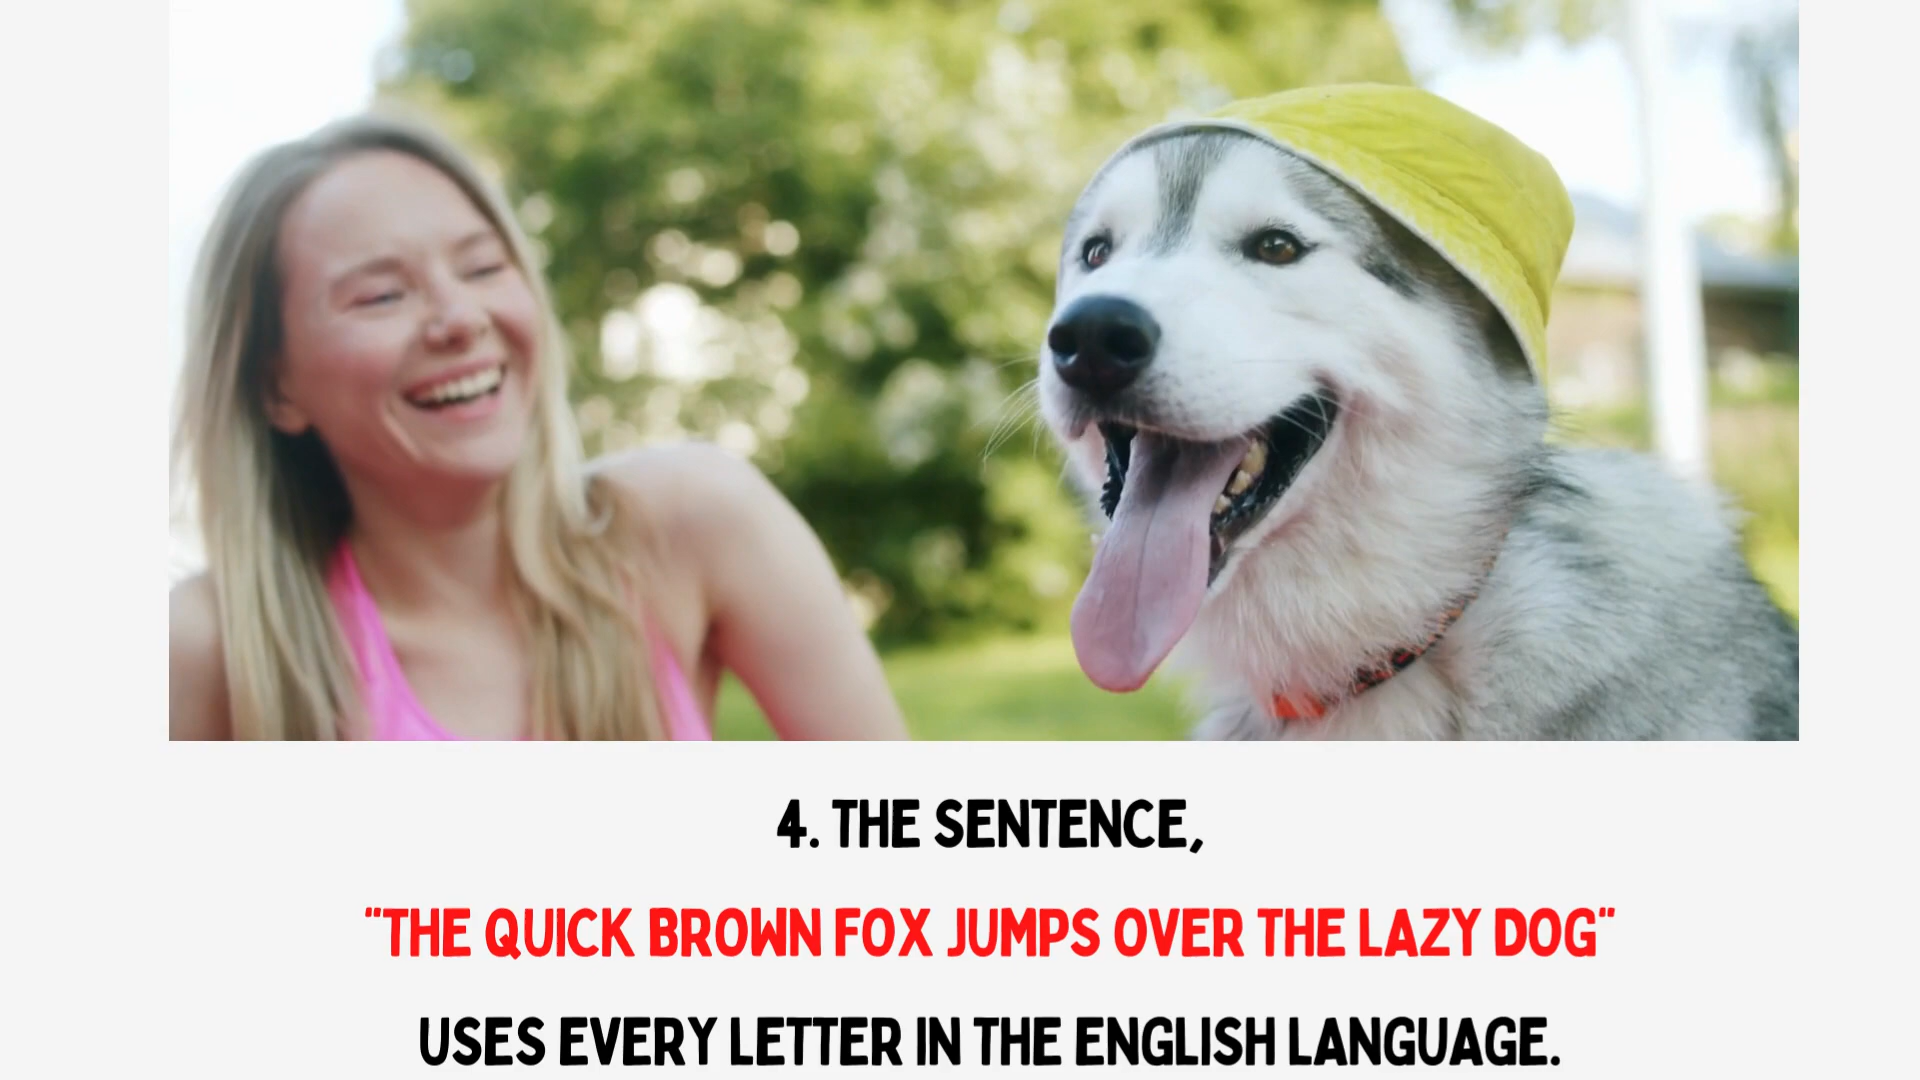 4. THE SENTENCE,
"THE QUICK BROWN FOX JUMPS OVER THE LAZY DOG"
USES EVERY LETTER IN THE ENGLISH LANGUAGE.